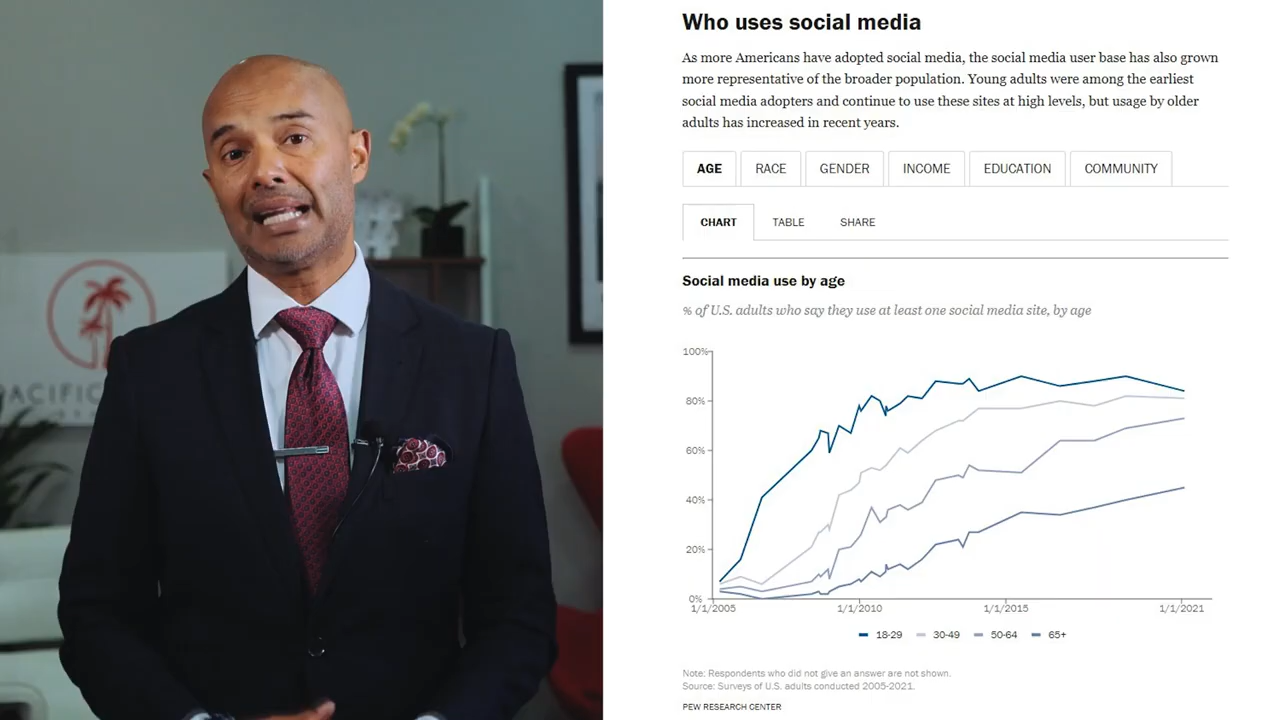 PACIFIC
Who uses social media
As more Americans have adopted social media, the social media user base has also grown
more representative of the broader population. Young adults were among the earliest
social media adopters and continue to use these sites at high levels, but usage by older
adults has increased in recent years.
AGE RACE GENDER INCOME EDUCATION COMMUNITY
CHART TABLE SHARE
Social media use by age
% of U.S. adults who say they use at least one social media site, by age
100%
80%
60%
40%
20%
0%
1/1/2005 1/1/2010 1/1/2015 1/1/2021
18-29 30-49 50-64 65+
Note: Respondents who did not give an answer are not shown.
Source: Surveys of U.S. adults conducted 2005-2021.
PEW RESEARCH CENTER